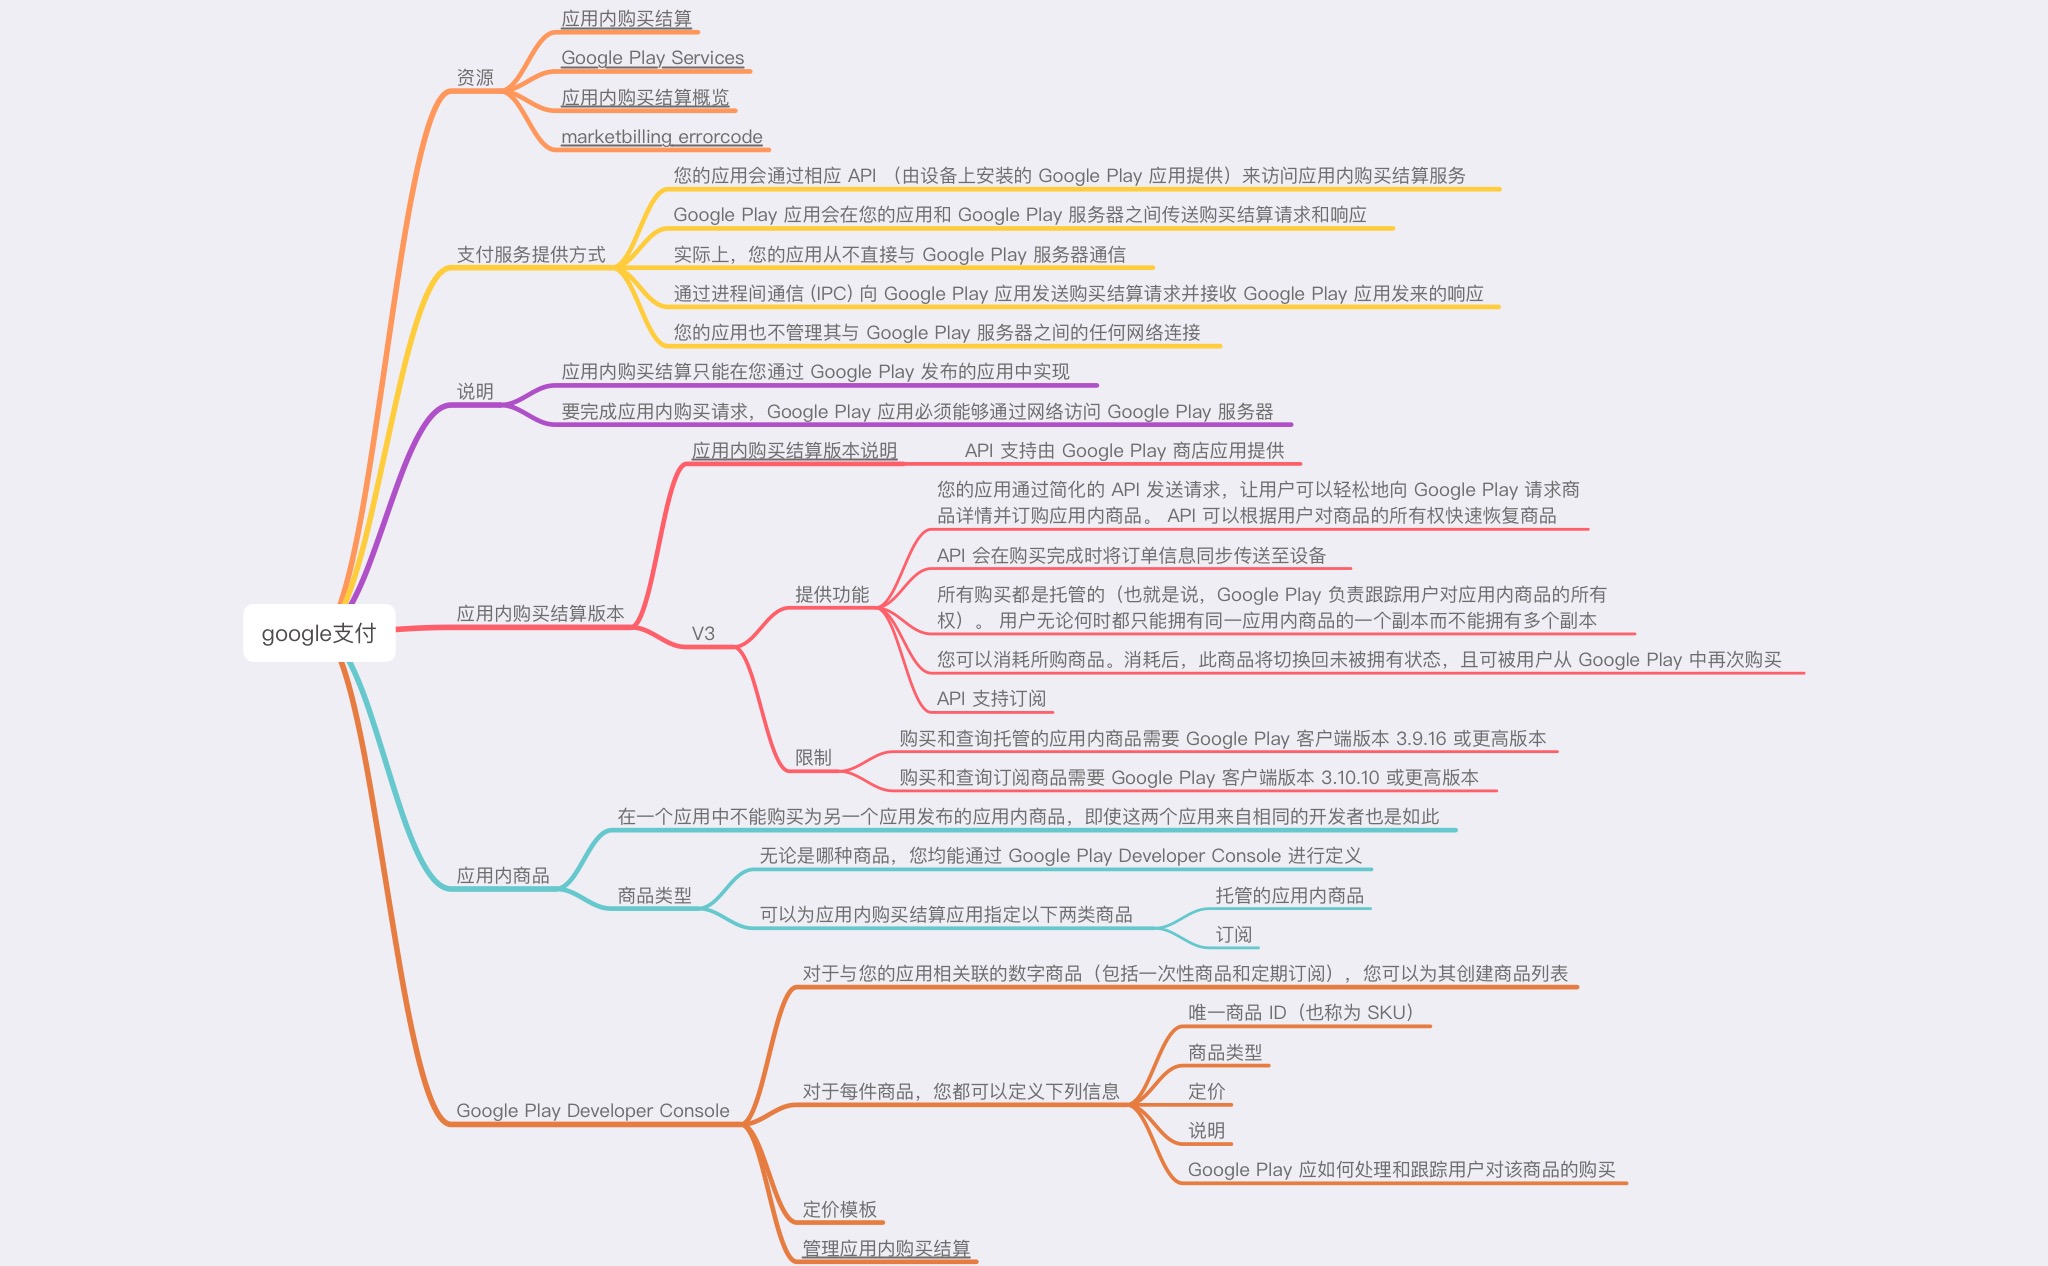 应用内购买结算
Google Play Services
资源
应用内购买结算概览
marketbilling_errorcode
您的应用会通过相应 API （由设备上安装的 Google Play 应用提供）来访问应用内购买结算服务
Google Play 应用会在您的应用和 Google Play 服务器之间传送购买结算请求和响应
支付服务提供方式
实际上，您的应用从不直接与 Google Play 服务器通信
通过进程间通信 (IPC) 向 Google Play 应用发送购买结算请求并接收 Google Play 应用发来的响应
您的应用也不管理其与 Google Play 服务器之间的任何网络连接
应用内购买结算只能在您通过 Google Play 发布的应用中实现
说明
要完成应用内购买请求，Google Play 应用必须能够通过网络访问 Google Play 服务器
应用内购买结算版本说明
API 支持由 Google Play 商店应用提供
您的应用通过简化的 API 发送请求，让用户可以轻松地向 Google Play 请求商
品详情并订购应用内商品。 API 可以根据用户对商品的所有权快速恢复商品
API 会在购买完成时将订单信息同步传送至设备
提供功能
所有购买都是托管的（也就是说，Google Play 负责跟踪用户对应用内商品的所有
权）。 用户无论何时都只能拥有同一应用内商品的一个副本而不能拥有多个副本
应用内购买结算版本
google支付
V3
您可以消耗所购商品。消耗后，此商品将切换回未被拥有状态，且可被用户从 Google Play 中再次购买
API 支持订阅
购买和查询托管的应用内商品需要 Google Play 客户端版本 3.9.16 或更高版本
限制
购买和查询订阅商品需要 Google Play 客户端版本 3.10.10 或更高版本
在一个应用中不能购买为另一个应用发布的应用内商品，即使这两个应用来自相同的开发者也是如此
应用内商品
无论是哪种商品，您均能通过 Google Play Developer Console 进行定义
商品类型
可以为应用内购买结算应用指定以下两类商品
托管的应用内商品
订阅
对于与您的应用相关联的数字商品（包括一次性商品和定期订阅），您可以为其创建商品列表
唯一商品 ID（也称为 SKU）
商品类型
对于每件商品，您都可以定义下列信息
定价
说明
Google Play Developer Console
Google Play 应如何处理和跟踪用户对该商品的购买
定价模板
管理应用内购买结算